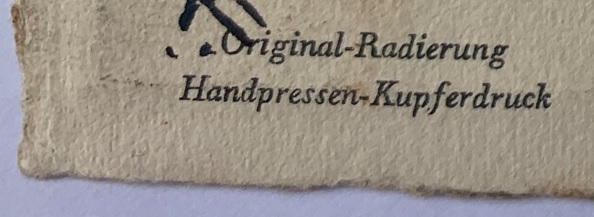 Original-Radierung
Handpressen-Kupferdruck